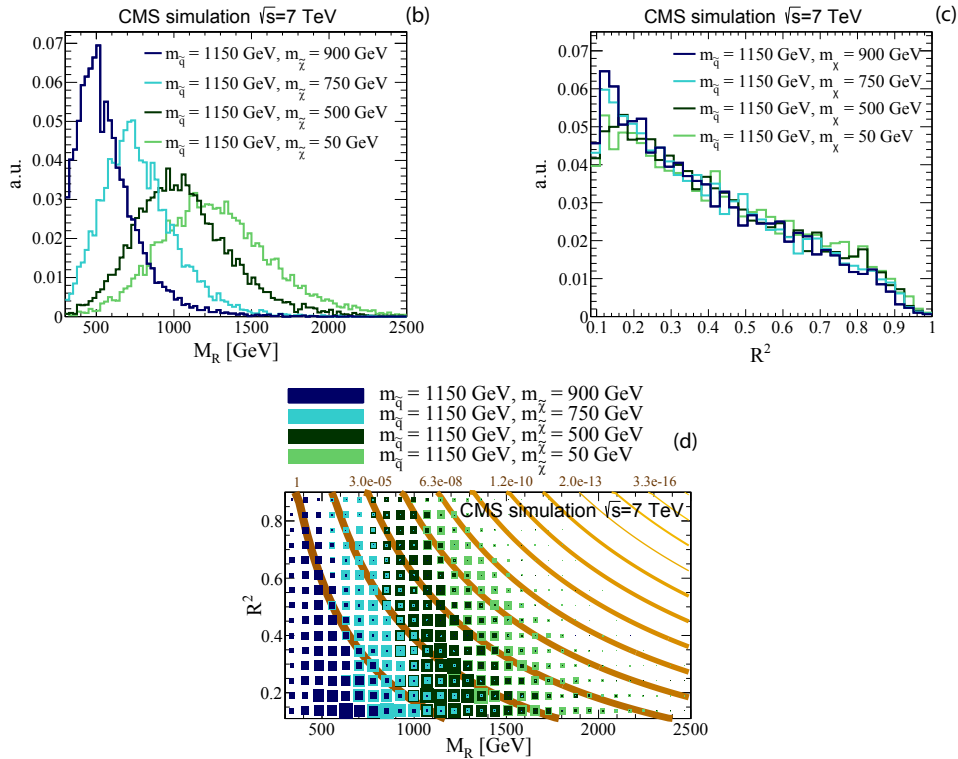 CMS simulation √s=7 TeV (b)
m_q̃ = 1150 GeV, m_χ̃ = 900 GeV
m_q̃ = 1150 GeV, m_χ̃ = 750 GeV
m_q̃ = 1150 GeV, m_χ̃ = 500 GeV
m_q̃ = 1150 GeV, m_χ̃ = 50 GeV
a.u.
0.07
0.06
0.05
0.04
0.03
0.02
0.01
0
500 1000 1500 2000 2500
M_R [GeV]
CMS simulation √s=7 TeV (c)
m_q̃ = 1150 GeV, m_χ = 900 GeV
m_q̃ = 1150 GeV, m_χ = 750 GeV
m_q̃ = 1150 GeV, m_χ = 500 GeV
m_q̃ = 1150 GeV, m_χ = 50 GeV
a.u.
0.07
0.06
0.05
0.04
0.03
0.02
0.01
0
0.1 0.2 0.3 0.4 0.5 0.6 0.7 0.8 0.9 1
R²
m_q̃ = 1150 GeV, m_χ̃ = 900 GeV
m_q̃ = 1150 GeV, m_χ̃ = 750 GeV
m_q̃ = 1150 GeV, m_χ̃ = 500 GeV
m_q̃ = 1150 GeV, m_χ̃ = 50 GeV
(d)
1 3.0e-05 6.3e-08 1.2e-10 2.0e-13 3.3e-16
CMS simulation √s=7 TeV
R²
0.8
0.6
0.4
0.2
500 1000 1500 2000 2500
M_R [GeV]